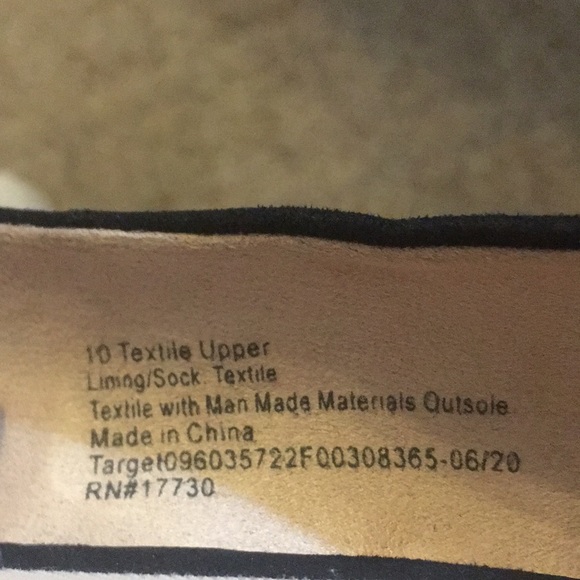 10 Textile Upper
Lining/Sock Textile
Textile with Man Made Materials Outsole
Made in China
Target096035722F00308365-06/20
RN#17730